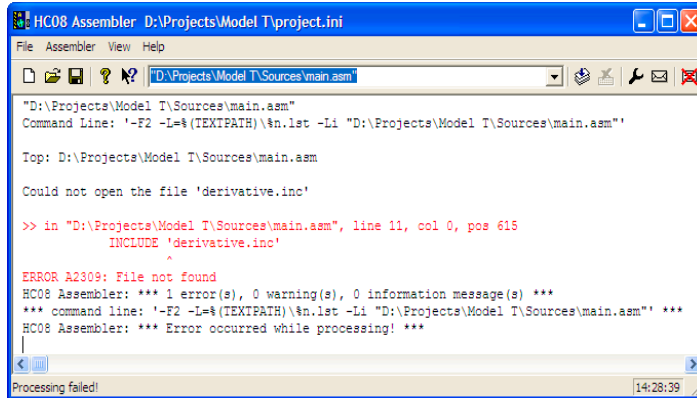 HC08 Assembler D:\Projects\Model T\project.ini
File Assembler View Help
"D:\Projects\Model T\Sources\main.asm"
"D:\Projects\Model T\Sources\main.asm"
Command Line: '-F2 -L=%(TEXTPATH)\%n.lst -Li "D:\Projects\Model T\Sources\main.asm"'
Top: D:\Projects\Model T\Sources\main.asm
Could not open the file 'derivative.inc'
>> in "D:\Projects\Model T\Sources\main.asm", line 11, col 0, pos 615
INCLUDE 'derivative.inc'
^
ERROR A2309: File not found
HC08 Assembler: *** 1 error(s), 0 warning(s), 0 information message(s) ***
*** command line: '-F2 -L=%(TEXTPATH)\%n.lst -Li "D:\Projects\Model T\Sources\main.asm"' ***
HC08 Assembler: *** Error occurred while processing! ***
Processing failed!
14:28:39